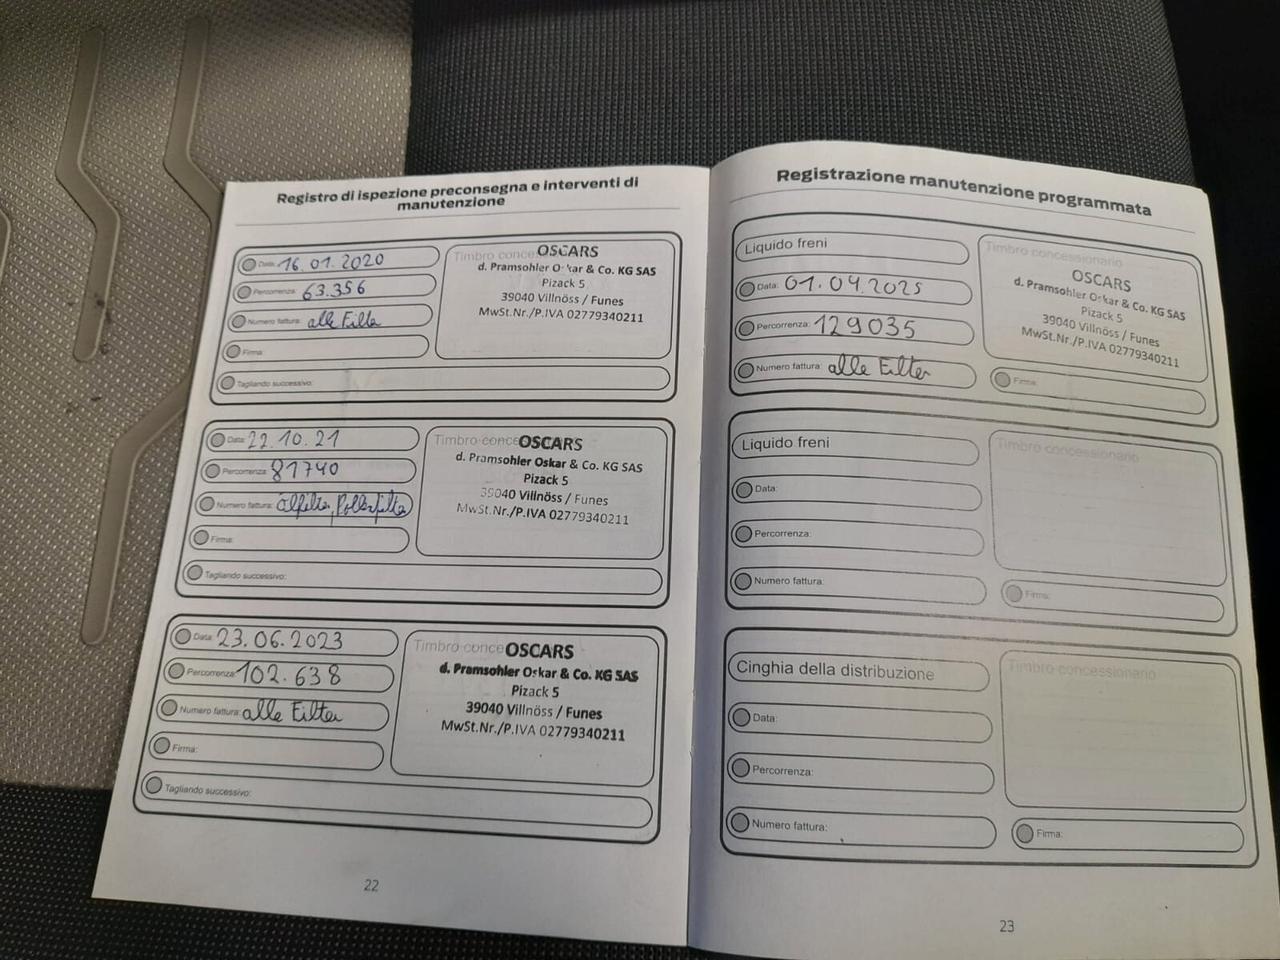 Registro di ispezione preconsegna e interventi di
manutenzione
Data: 16.01.2020
Percorrenza: 63.356
Numero fattura: alle Filter
Firma:
Tagliando successivo:
Timbro conce
OSCARS
d. Pramsohler Oskar & Co. KG SAS
Pizack 5
39040 Villnöss / Funes
MwSt.Nr./P.IVA 02779340211
Data: 22.10.21
Percorrenza: 81740
Numero fattura: ölfilter, Pollenfilter
Firma:
Tagliando successivo:
Timbro conce
OSCARS
d. Pramsohler Oskar & Co. KG SAS
Pizack 5
39040 Villnöss / Funes
MwSt.Nr./P.IVA 02779340211
Data: 23.06.2023
Percorrenza: 102.638
Numero fattura: alle Filter
Firma:
Tagliando successivo:
Timbro conce
OSCARS
d. Pramsohler Oskar & Co. KG SAS
Pizack 5
39040 Villnöss / Funes
MwSt.Nr./P.IVA 02779340211
22
Registrazione manutenzione programmata
Liquido freni
Data: 01.04.2025
Percorrenza: 129035
Numero fattura: alle Filter
Timbro concessionario
OSCARS
d. Pramsohler Oskar & Co. KG SAS
Pizack 5
39040 Villnöss / Funes
MwSt.Nr./P.IVA 02779340211
Firma:
Liquido freni
Data:
Percorrenza:
Numero fattura:
Timbro concessionario
Firma:
Cinghia della distribuzione
Data:
Percorrenza:
Numero fattura:
Timbro concessionario
Firma:
23